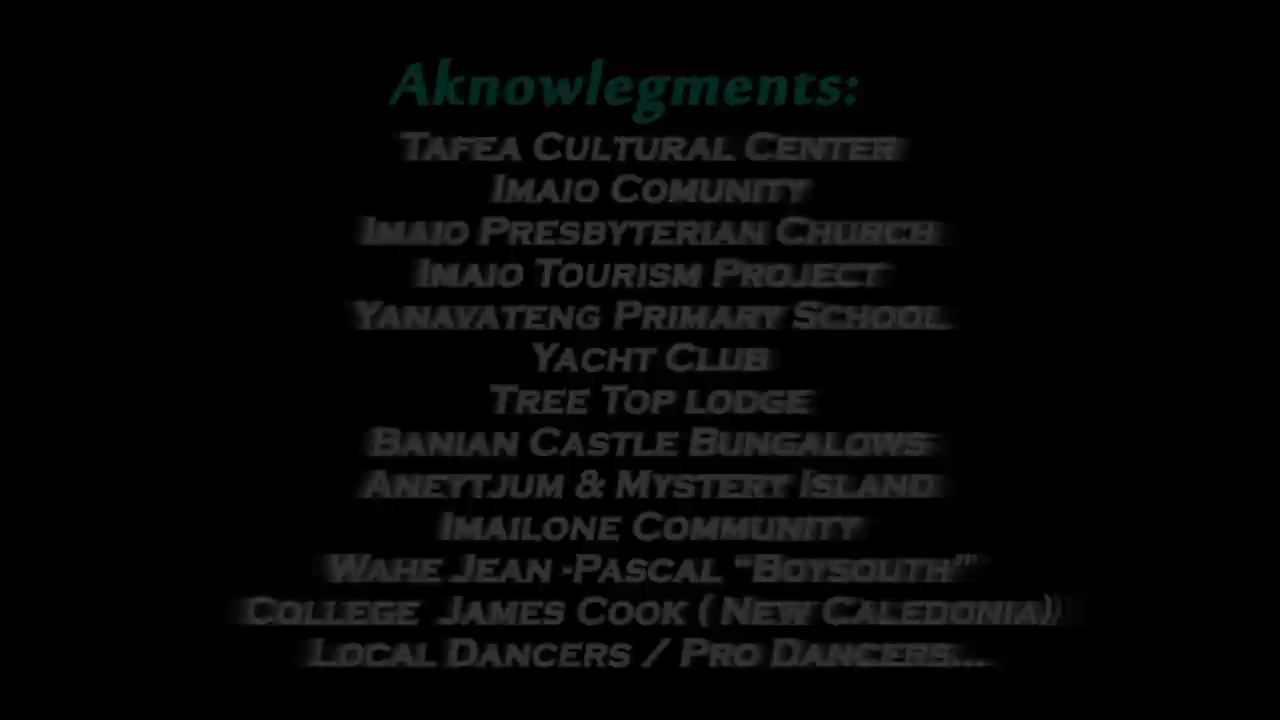 Aknowlegments:
TAFEA CULTURAL CENTER
IMAIO COMUNITY
IMAIO PRESBYTERIAN CHURCH
IMAIO TOURISM PROJECT
YANAVATENG PRIMARY SCHOOL
YACHT CLUB
TREE TOP LODGE
BANIAN CASTLE BUNGALOWS
ANEYTJUM & MYSTERY ISLAND
IMAILONE COMMUNITY
WAHE JEAN -PASCAL “BOYSOUTH”
COLLEGE JAMES COOK ( NEW CALEDONIA)
LOCAL DANCERS / PRO DANCERS...